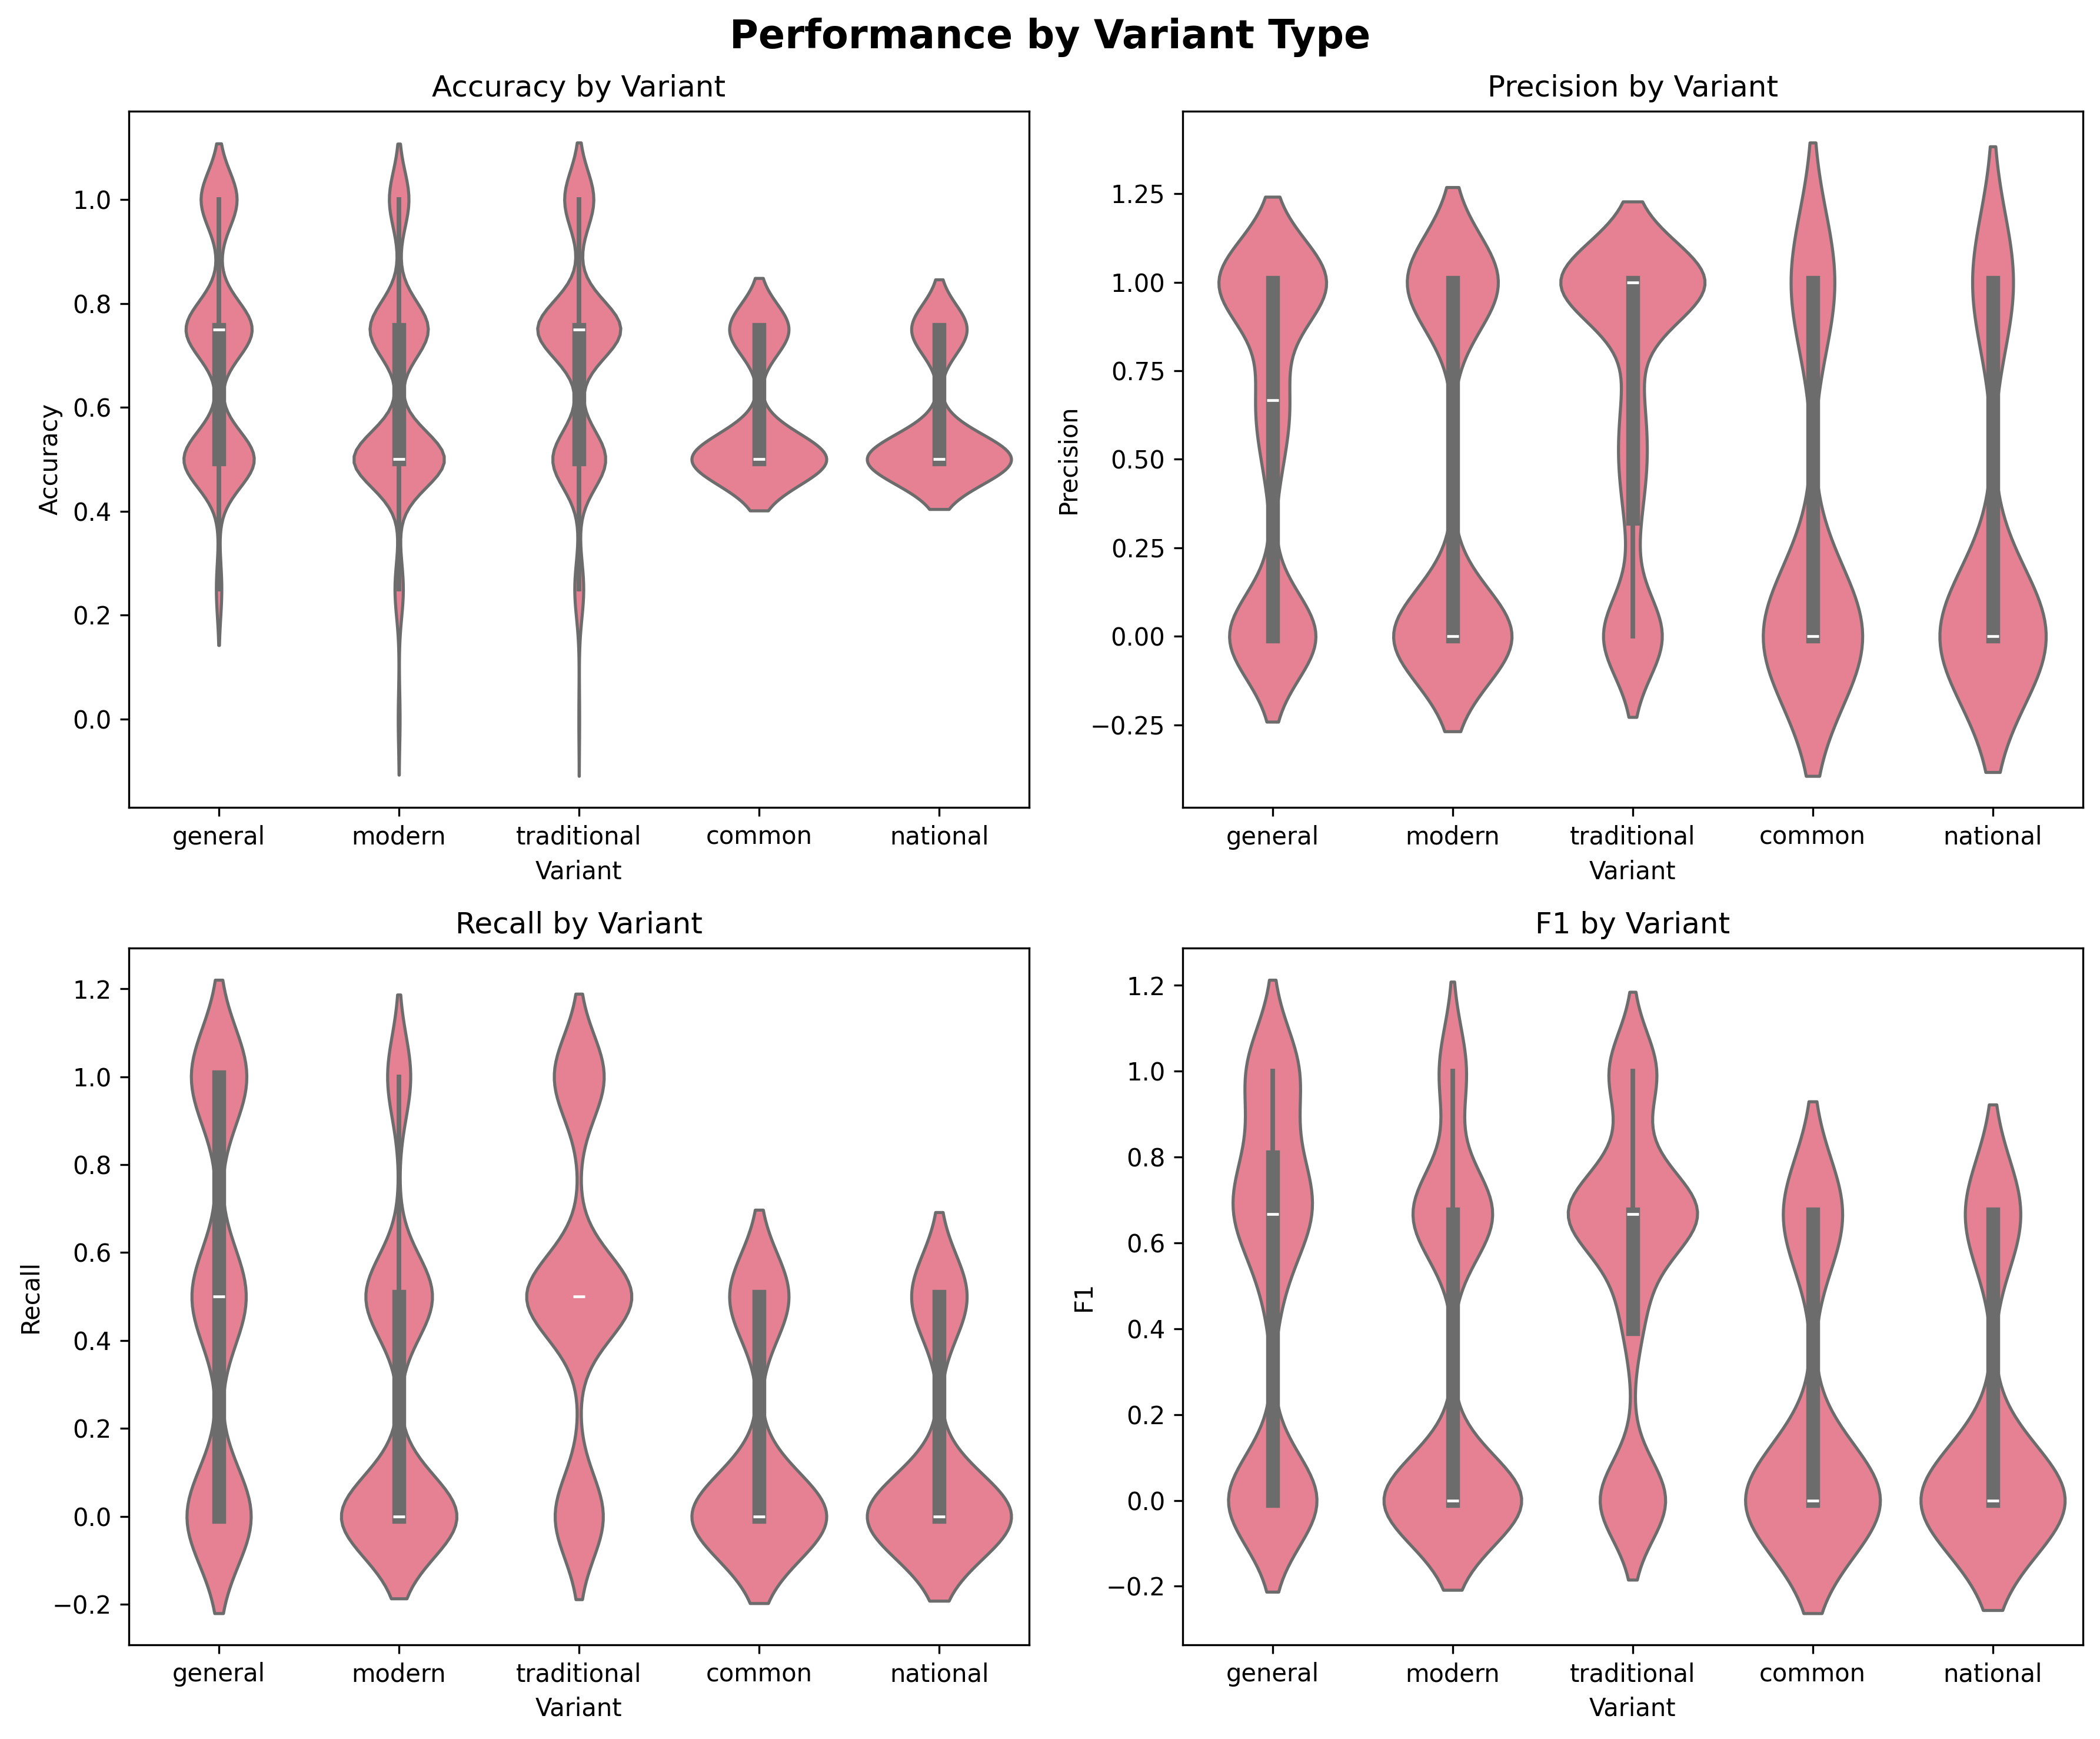 Performance by Variant Type
Accuracy by Variant
Accuracy
1.0
0.8
0.6
0.4
0.2
0.0
general modern traditional common national
Variant
Precision by Variant
Precision
1.25
1.00
0.75
0.50
0.25
0.00
−0.25
general modern traditional common national
Variant
Recall by Variant
Recall
1.2
1.0
0.8
0.6
0.4
0.2
0.0
−0.2
general modern traditional common national
Variant
F1 by Variant
F1
1.2
1.0
0.8
0.6
0.4
0.2
0.0
−0.2
general modern traditional common national
Variant